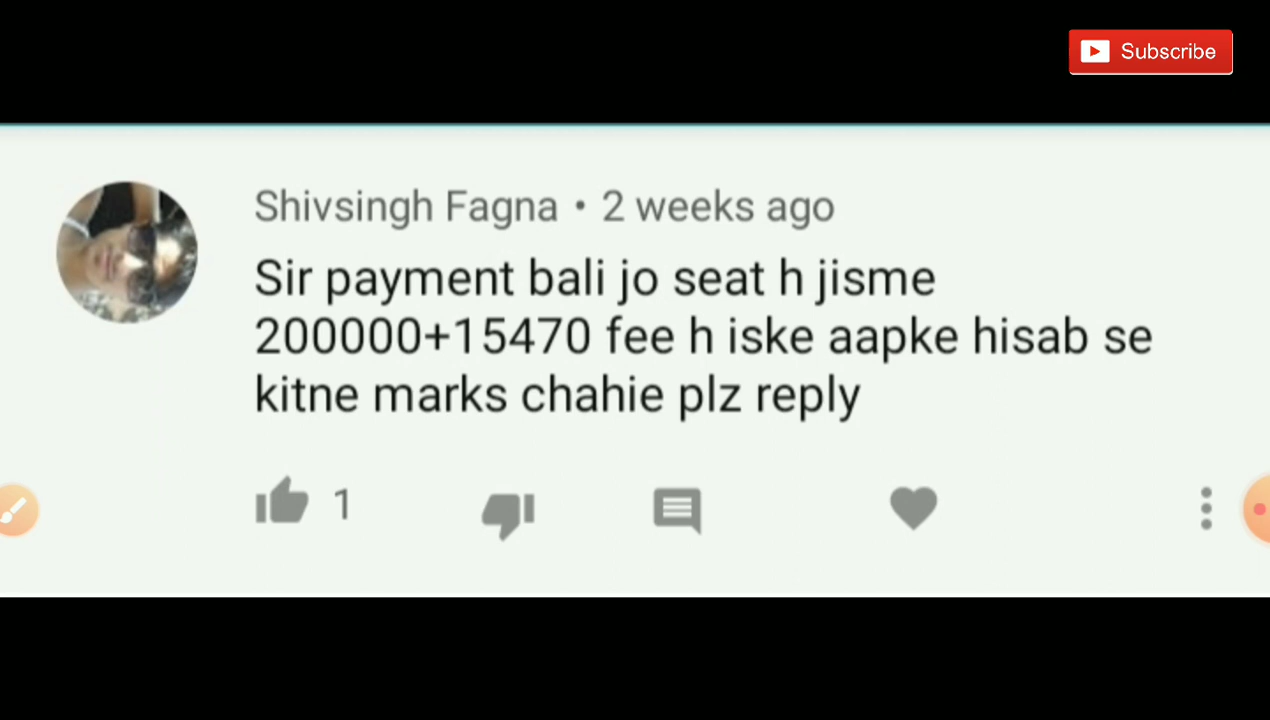 Subscribe
Shivsingh Fagna • 2 weeks ago
Sir payment bali jo seat h jisme
200000+15470 fee h iske aapke hisab se
kitne marks chahie plz reply
1